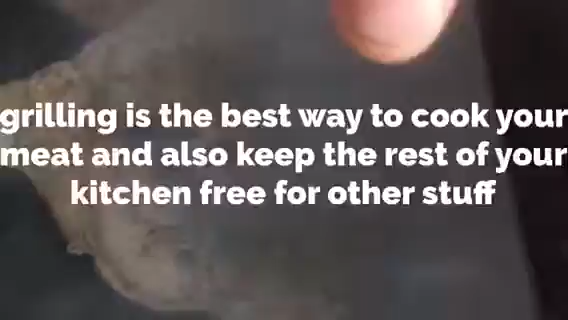 grilling is the best way to cook your
meat and also keep the rest of your
kitchen free for other stuff